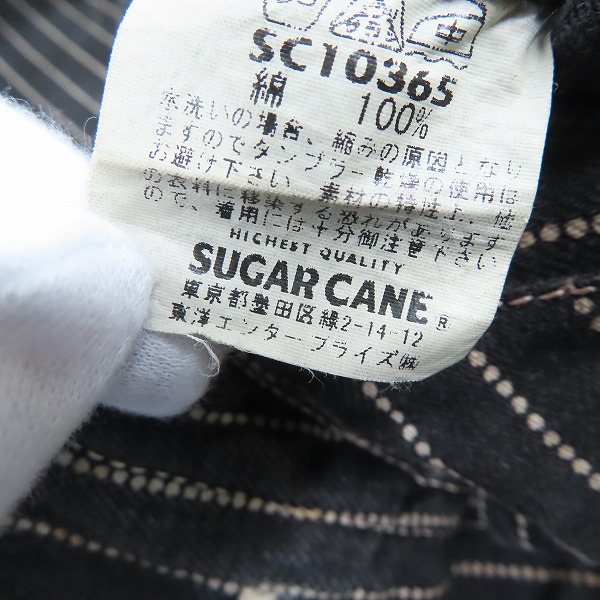 中
SC10365
綿 100%
水洗いの場合、縮みの原因となり
ますのでタンブラー乾燥の使用は
お避け下さい。素材の特性上、他
の衣料に移染する恐れがあります
ので、着用には十分御注意下さい
HIGHEST QUALITY
SUGAR CANE ®
東京都墨田区緑2-14-12
東洋エンタープライズ㈱